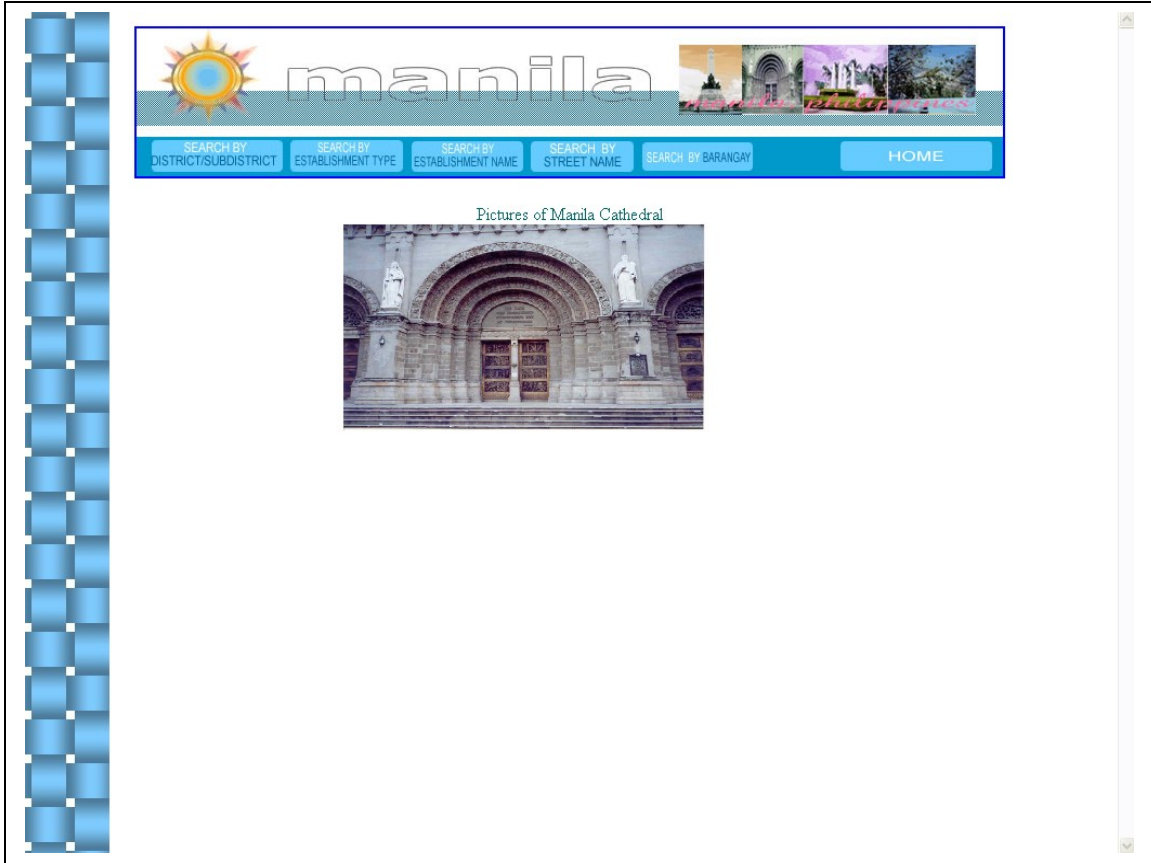 manila
manila philippines
SEARCH BY
DISTRICT/SUBDISTRICT
SEARCH BY
ESTABLISHMENT TYPE
SEARCH BY
ESTABLISHMENT NAME
SEARCH BY
STREET NAME
SEARCH BY BARANGAY
HOME
Pictures of Manila Cathedral